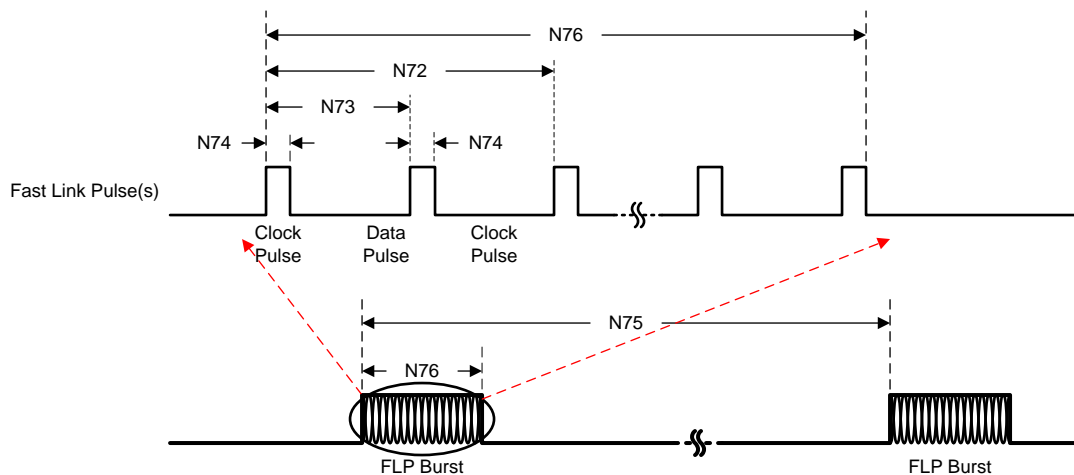 N76
N72
N73
N74
N74
Fast Link Pulse(s)
Clock
Pulse
Data
Pulse
Clock
Pulse
N75
N76
FLP Burst
FLP Burst